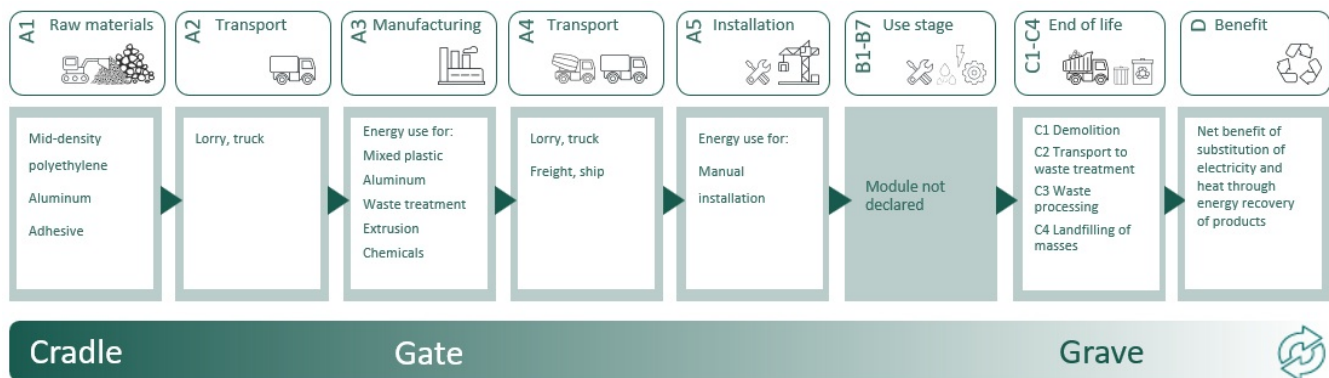 A1 Raw materials
A2 Transport
A3 Manufacturing
A4 Transport
A5 Installation
B1-B7 Use stage
C1-C4 End of life
D Benefit
Mid-density
polyethylene
Aluminum
Adhesive
Lorry, truck
Energy use for:
Mixed plastic
Aluminum
Waste treatment
Extrusion
Chemicals
Lorry, truck
Freight, ship
Energy use for:
Manual
installation
Module not
declared
C1 Demolition
C2 Transport to
waste treatment
C3 Waste
processing
C4 Landfilling of
masses
Net benefit of
substitution of
electricity and
heat through
energy recovery
of products
Cradle
Gate
Grave